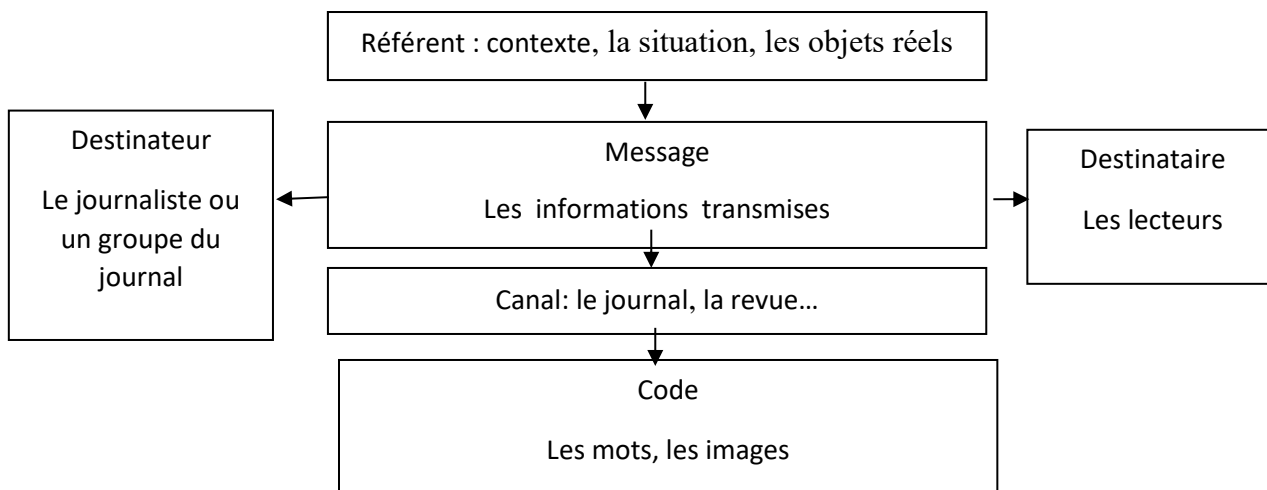 Référent : contexte, la situation, les objets réels
Destinateur
Le journaliste ou
un groupe du
journal
Message
Les informations transmises
Destinataire
Les lecteurs
Canal: le journal, la revue…
Code
Les mots, les images